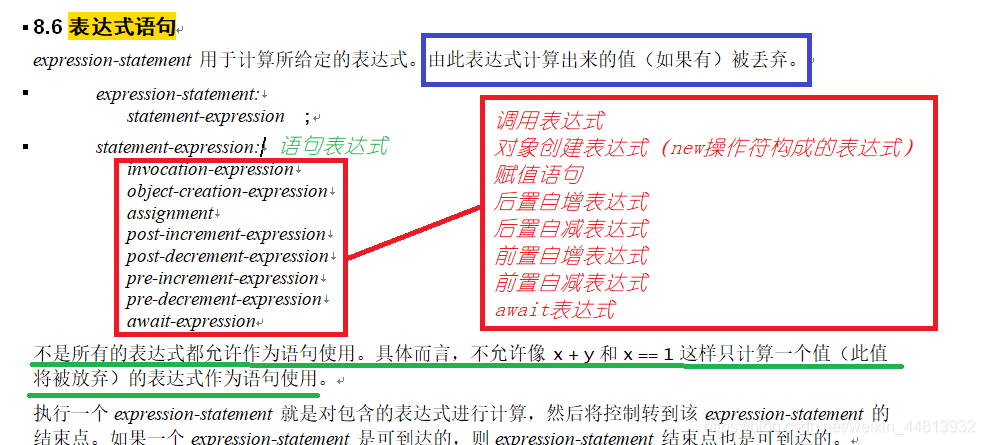 8.6 表达式语句
expression-statement 用于计算所给定的表达式。由此表达式计算出来的值（如果有）被丢弃。
expression-statement:
statement-expression ;
statement-expression: 语句表达式
invocation-expression
object-creation-expression
assignment
post-increment-expression
post-decrement-expression
pre-increment-expression
pre-decrement-expression
await-expression
调用表达式
对象创建表达式（new操作符构成的表达式）
赋值语句
后置自增表达式
后置自减表达式
前置自增表达式
前置自减表达式
await表达式
不是所有的表达式都允许作为语句使用。具体而言，不允许像 x + y 和 x == 1 这样只计算一个值（此值
将被放弃）的表达式作为语句使用。
执行一个 expression-statement 就是对包含的表达式进行计算，然后将控制转到该 expression-statement 的
结束点。如果一个 expression-statement 是可到达的，则 expression-statement 结束点也是可到达的。
https://blog.csdn.net/weixin_44813932